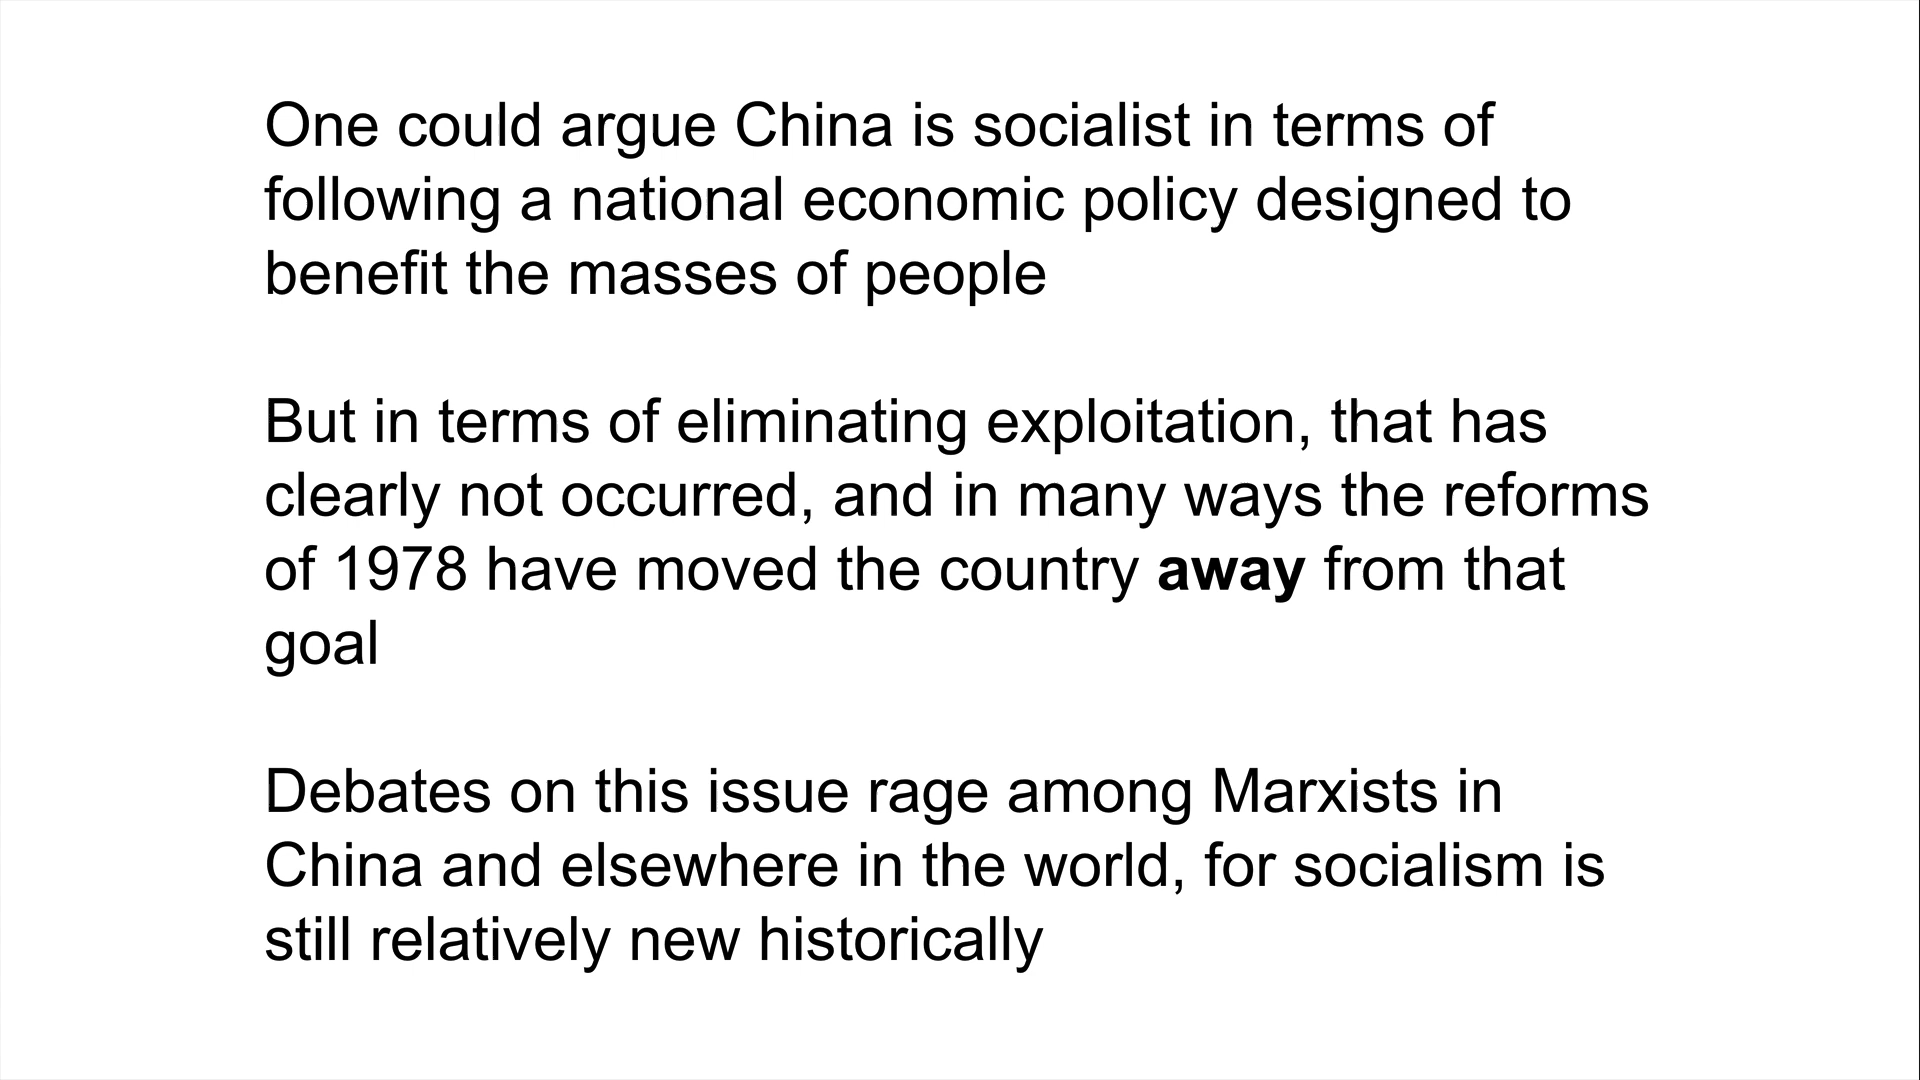 One could argue China is socialist in terms of
following a national economic policy designed to
benefit the masses of people
But in terms of eliminating exploitation, that has
clearly not occurred, and in many ways the reforms
of 1978 have moved the country away from that
goal
Debates on this issue rage among Marxists in
China and elsewhere in the world, for socialism is
still relatively new historically